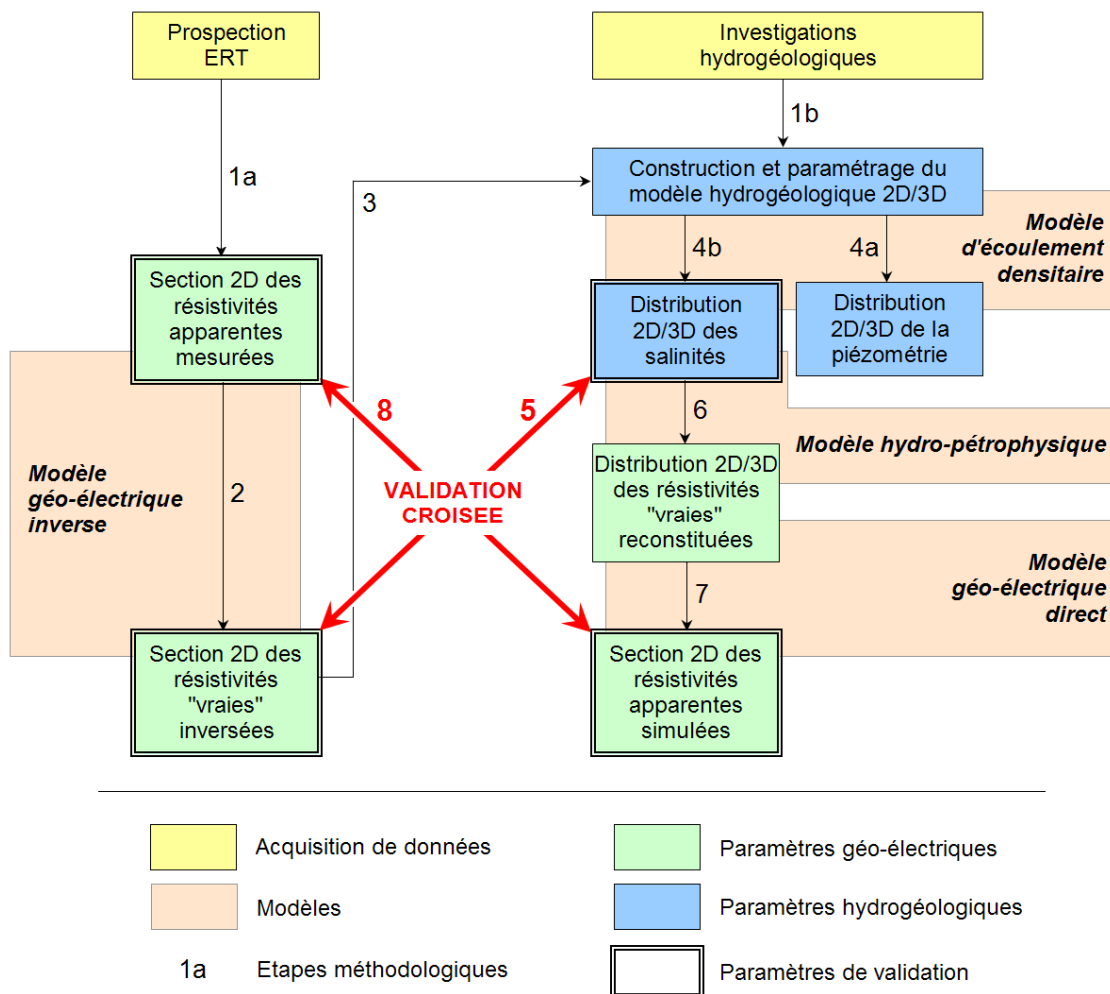 Prospection
ERT
Investigations
hydrogéologiques
1b
1a
3
Construction et paramétrage du
modèle hydrogéologique 2D/3D
Modèle
d'écoulement
densitaire
4b
4a
Section 2D des
résistivités
apparentes
mesurées
Distribution
2D/3D des
salinités
Distribution
2D/3D de la
piézométrie
8
5
6
Modèle hydro-pétrophysique
Modèle
géo-électrique
inverse
2
VALIDATION
CROISEE
Distribution 2D/3D
des résistivités
"vraies"
reconstituées
7
Modèle
géo-électrique
direct
Section 2D des
résistivités
"vraies"
inversées
Section 2D des
résistivités
apparentes
simulées
Acquisition de données
Paramètres géo-électriques
Modèles
Paramètres hydrogéologiques
1a
Etapes méthodologiques
Paramètres de validation